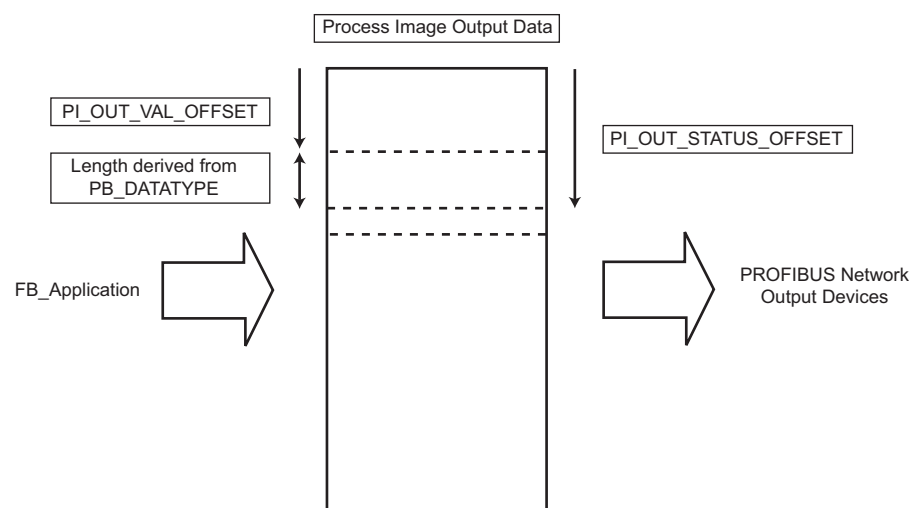 Process Image Output Data
PI_OUT_VAL_OFFSET
PI_OUT_STATUS_OFFSET
Length derived from
PB_DATATYPE
FB_Application
PROFIBUS Network
Output Devices